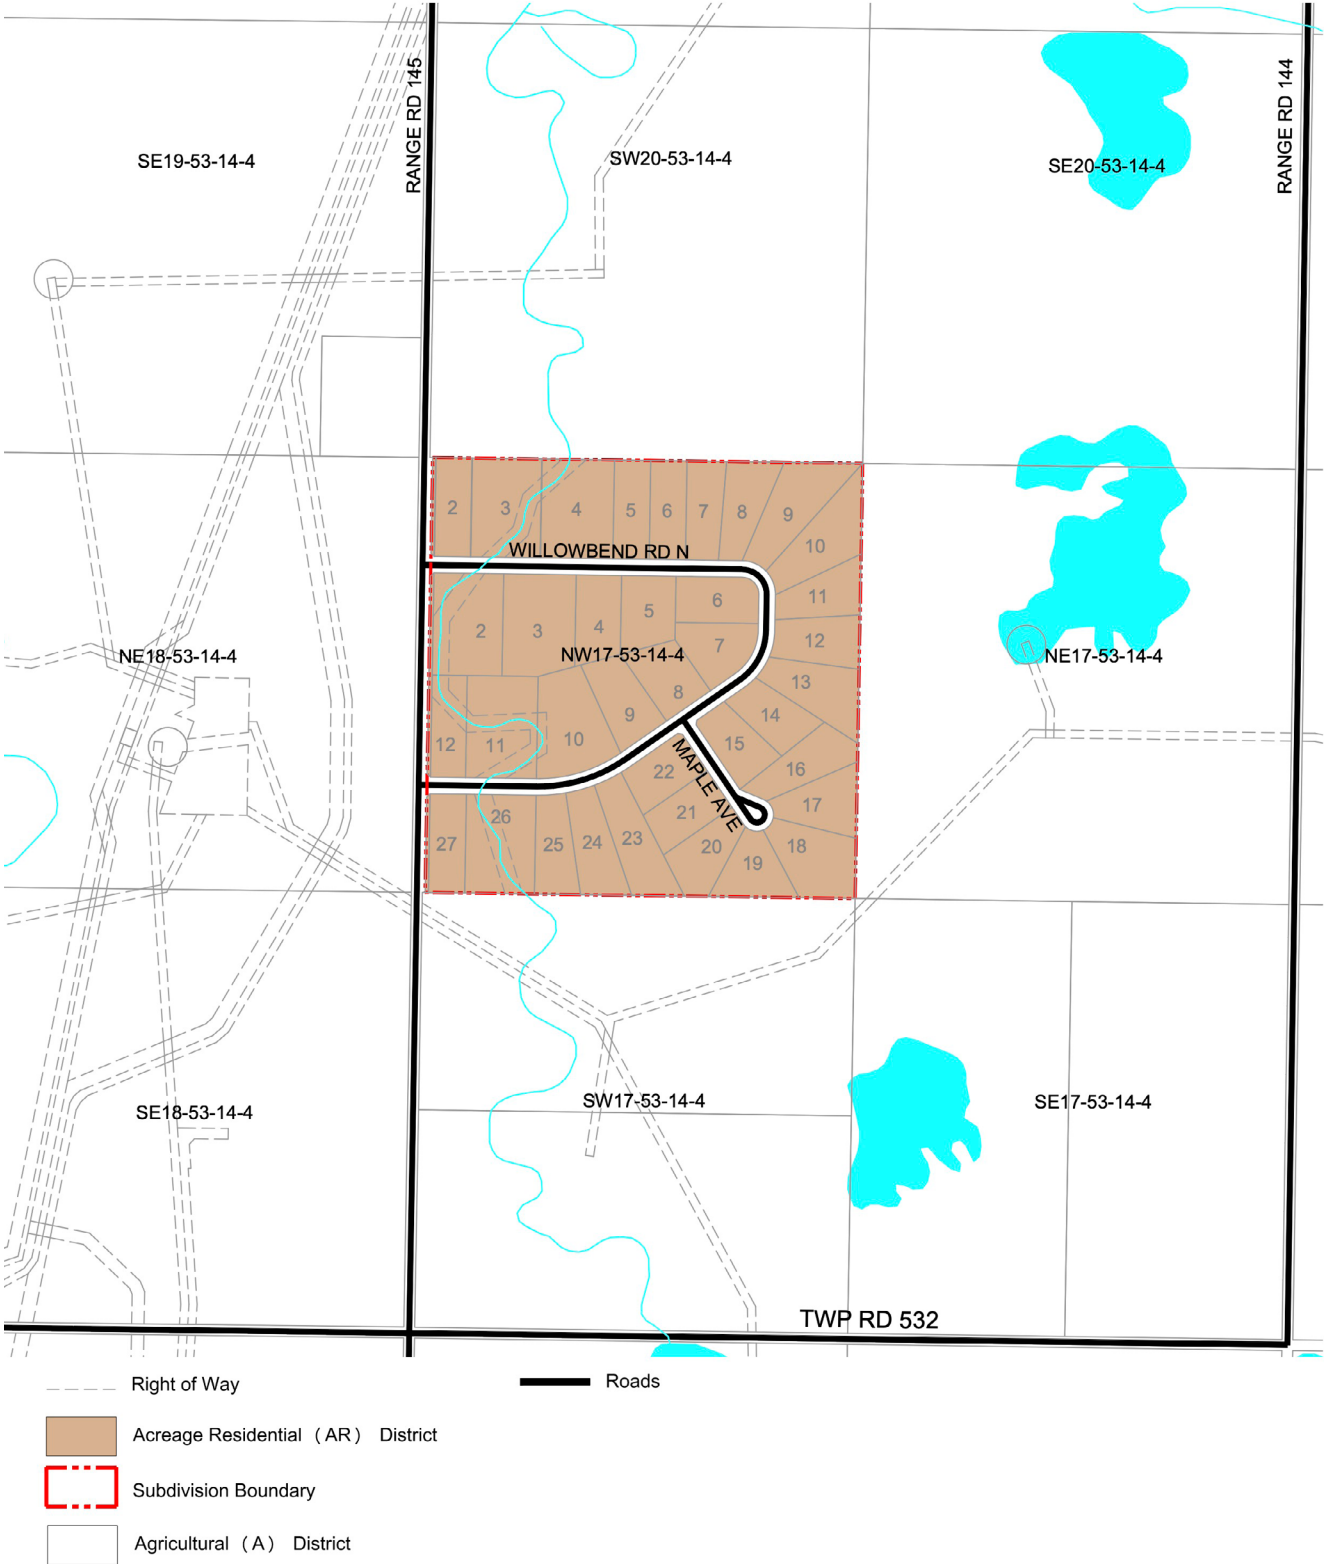 RANGE RD 145
RANGE RD 144
SE19-53-14-4
SW20-53-14-4
SE20-53-14-4
2
3
4
5
6
7
8
9
10
WILLOWBEND RD N
2
3
4
5
6
11
7
12
NE18-53-14-4
NW17-53-14-4
NE17-53-14-4
8
13
9
14
12
11
10
15
MAPLE AVE
22
16
21
17
27
26
25
24
23
20
19
18
SE18-53-14-4
SW17-53-14-4
SE17-53-14-4
TWP RD 532
Right of Way
Roads
Acreage Residential (AR) District
Subdivision Boundary
Agricultural (A) District